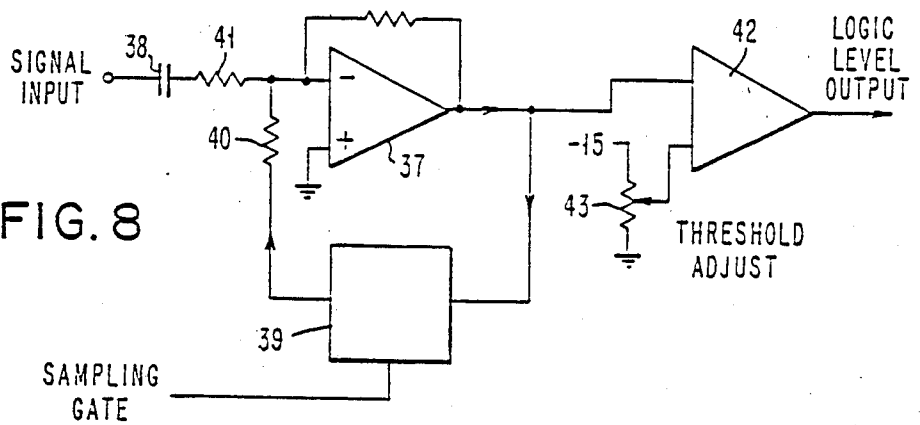 SIGNAL
INPUT
38
41
40
−
+
37
42
LOGIC
LEVEL
OUTPUT
-15
43
THRESHOLD
ADJUST
FIG. 8
39
SAMPLING
GATE